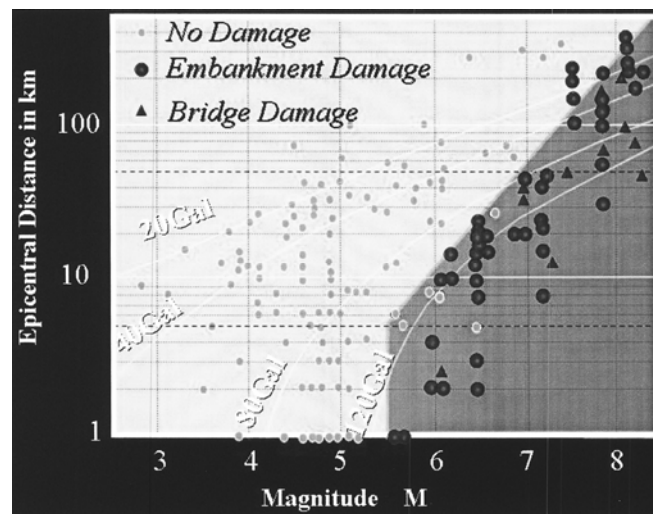 No Damage
Embankment Damage
Bridge Damage
Epicentral Distance in km
100
10
1
20Gal
40Gal
80Gal
120Gal
3 4 5 6 7 8
Magnitude M